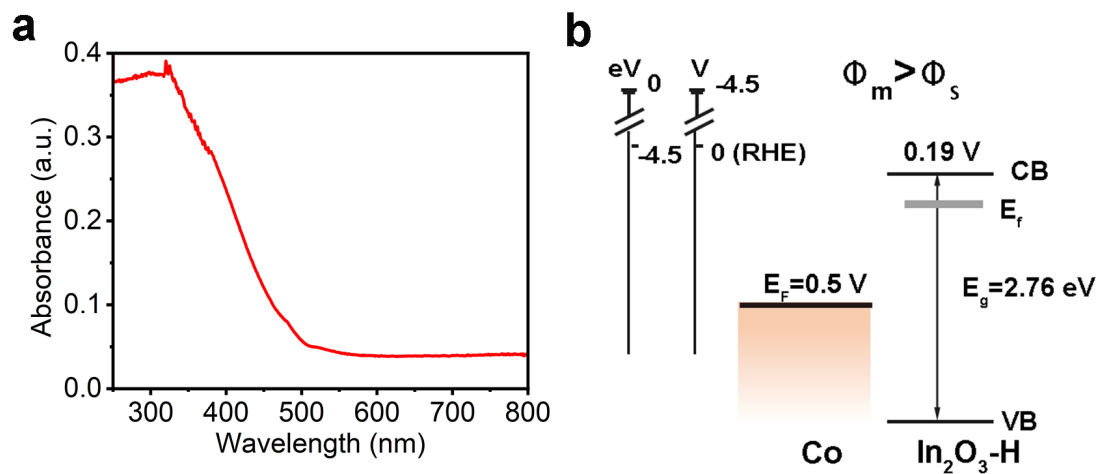 a
0.4
0.3
0.2
0.1
0.0
Absorbance (a.u.)
300 400 500 600 700 800
Wavelength (nm)
b
eV 0
V -4.5
Φm>Φs
-4.5
0 (RHE)
0.19 V
CB
Ef
EF=0.5 V
Eg=2.76 eV
VB
Co
In2O3-H